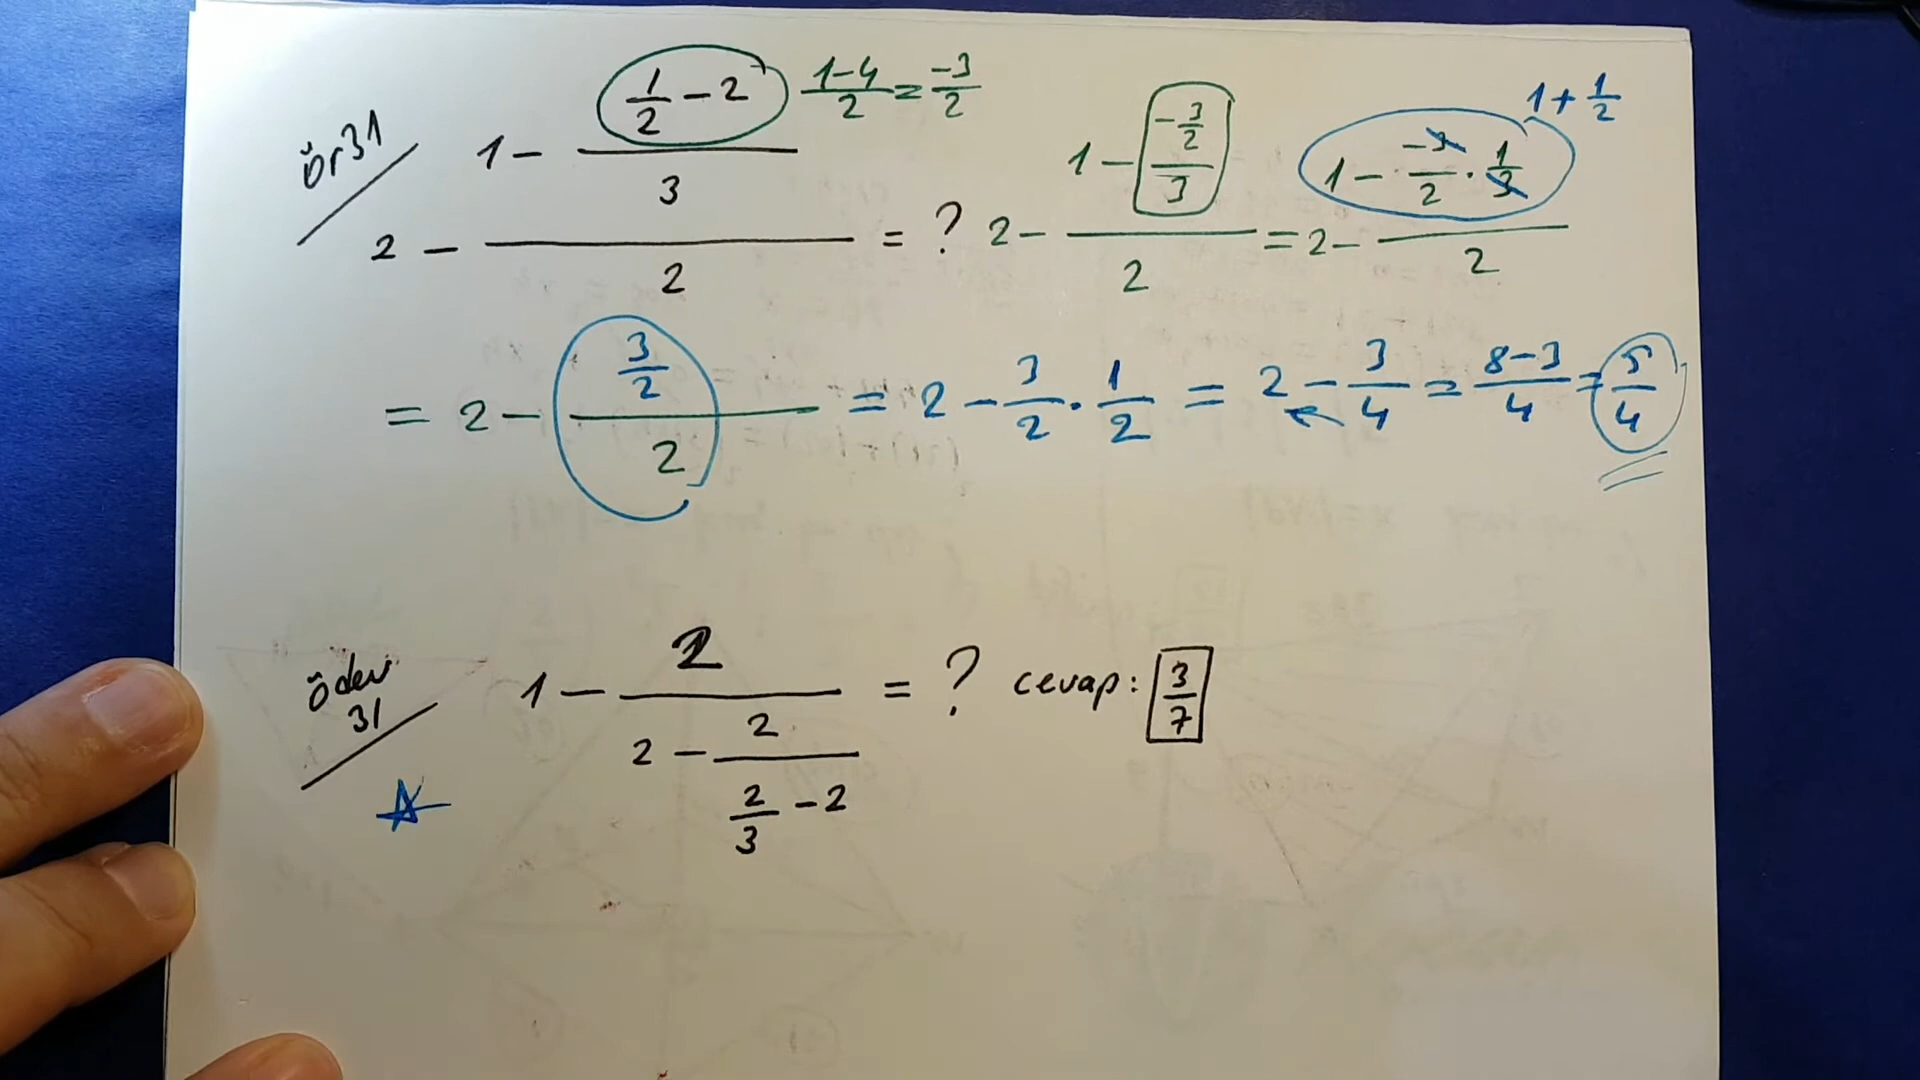 ör31
2 - (1 - (1/2 - 2)/3)/2 = ?
(1-4)/2 = -3/2
2 - (1 - (-3/2)/3)/2 = 2 - (1 - -3/2 · 1/3)/2
1 + 1/2
= 2 - (3/2)/2 = 2 - 3/2 · 1/2 = 2 - 3/4 = (8-3)/4 = 5/4
ödev 31
1 - 2/(2 - 2/(2/3 - 2)) = ? cevap: 3/7